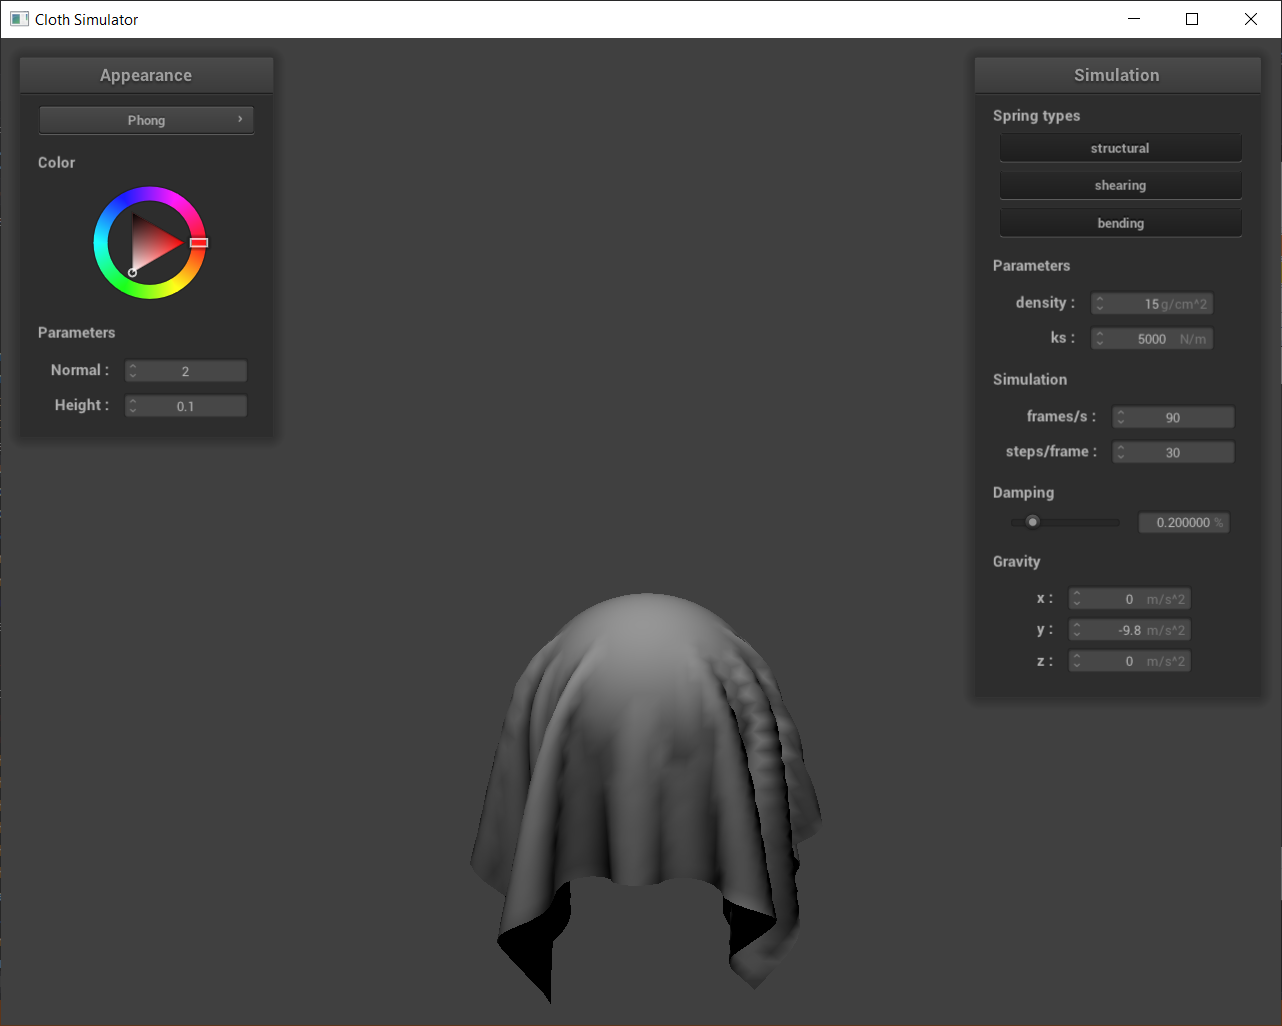 Cloth Simulator
Appearance
Phong
Color
Parameters
Normal : 2
Height : 0.1
Simulation
Spring types
structural
shearing
bending
Parameters
density : 15 g/cm^2
ks : 5000 N/m
Simulation
frames/s : 90
steps/frame : 30
Damping
0.200000 %
Gravity
x : 0 m/s^2
y : -9.8 m/s^2
z : 0 m/s^2